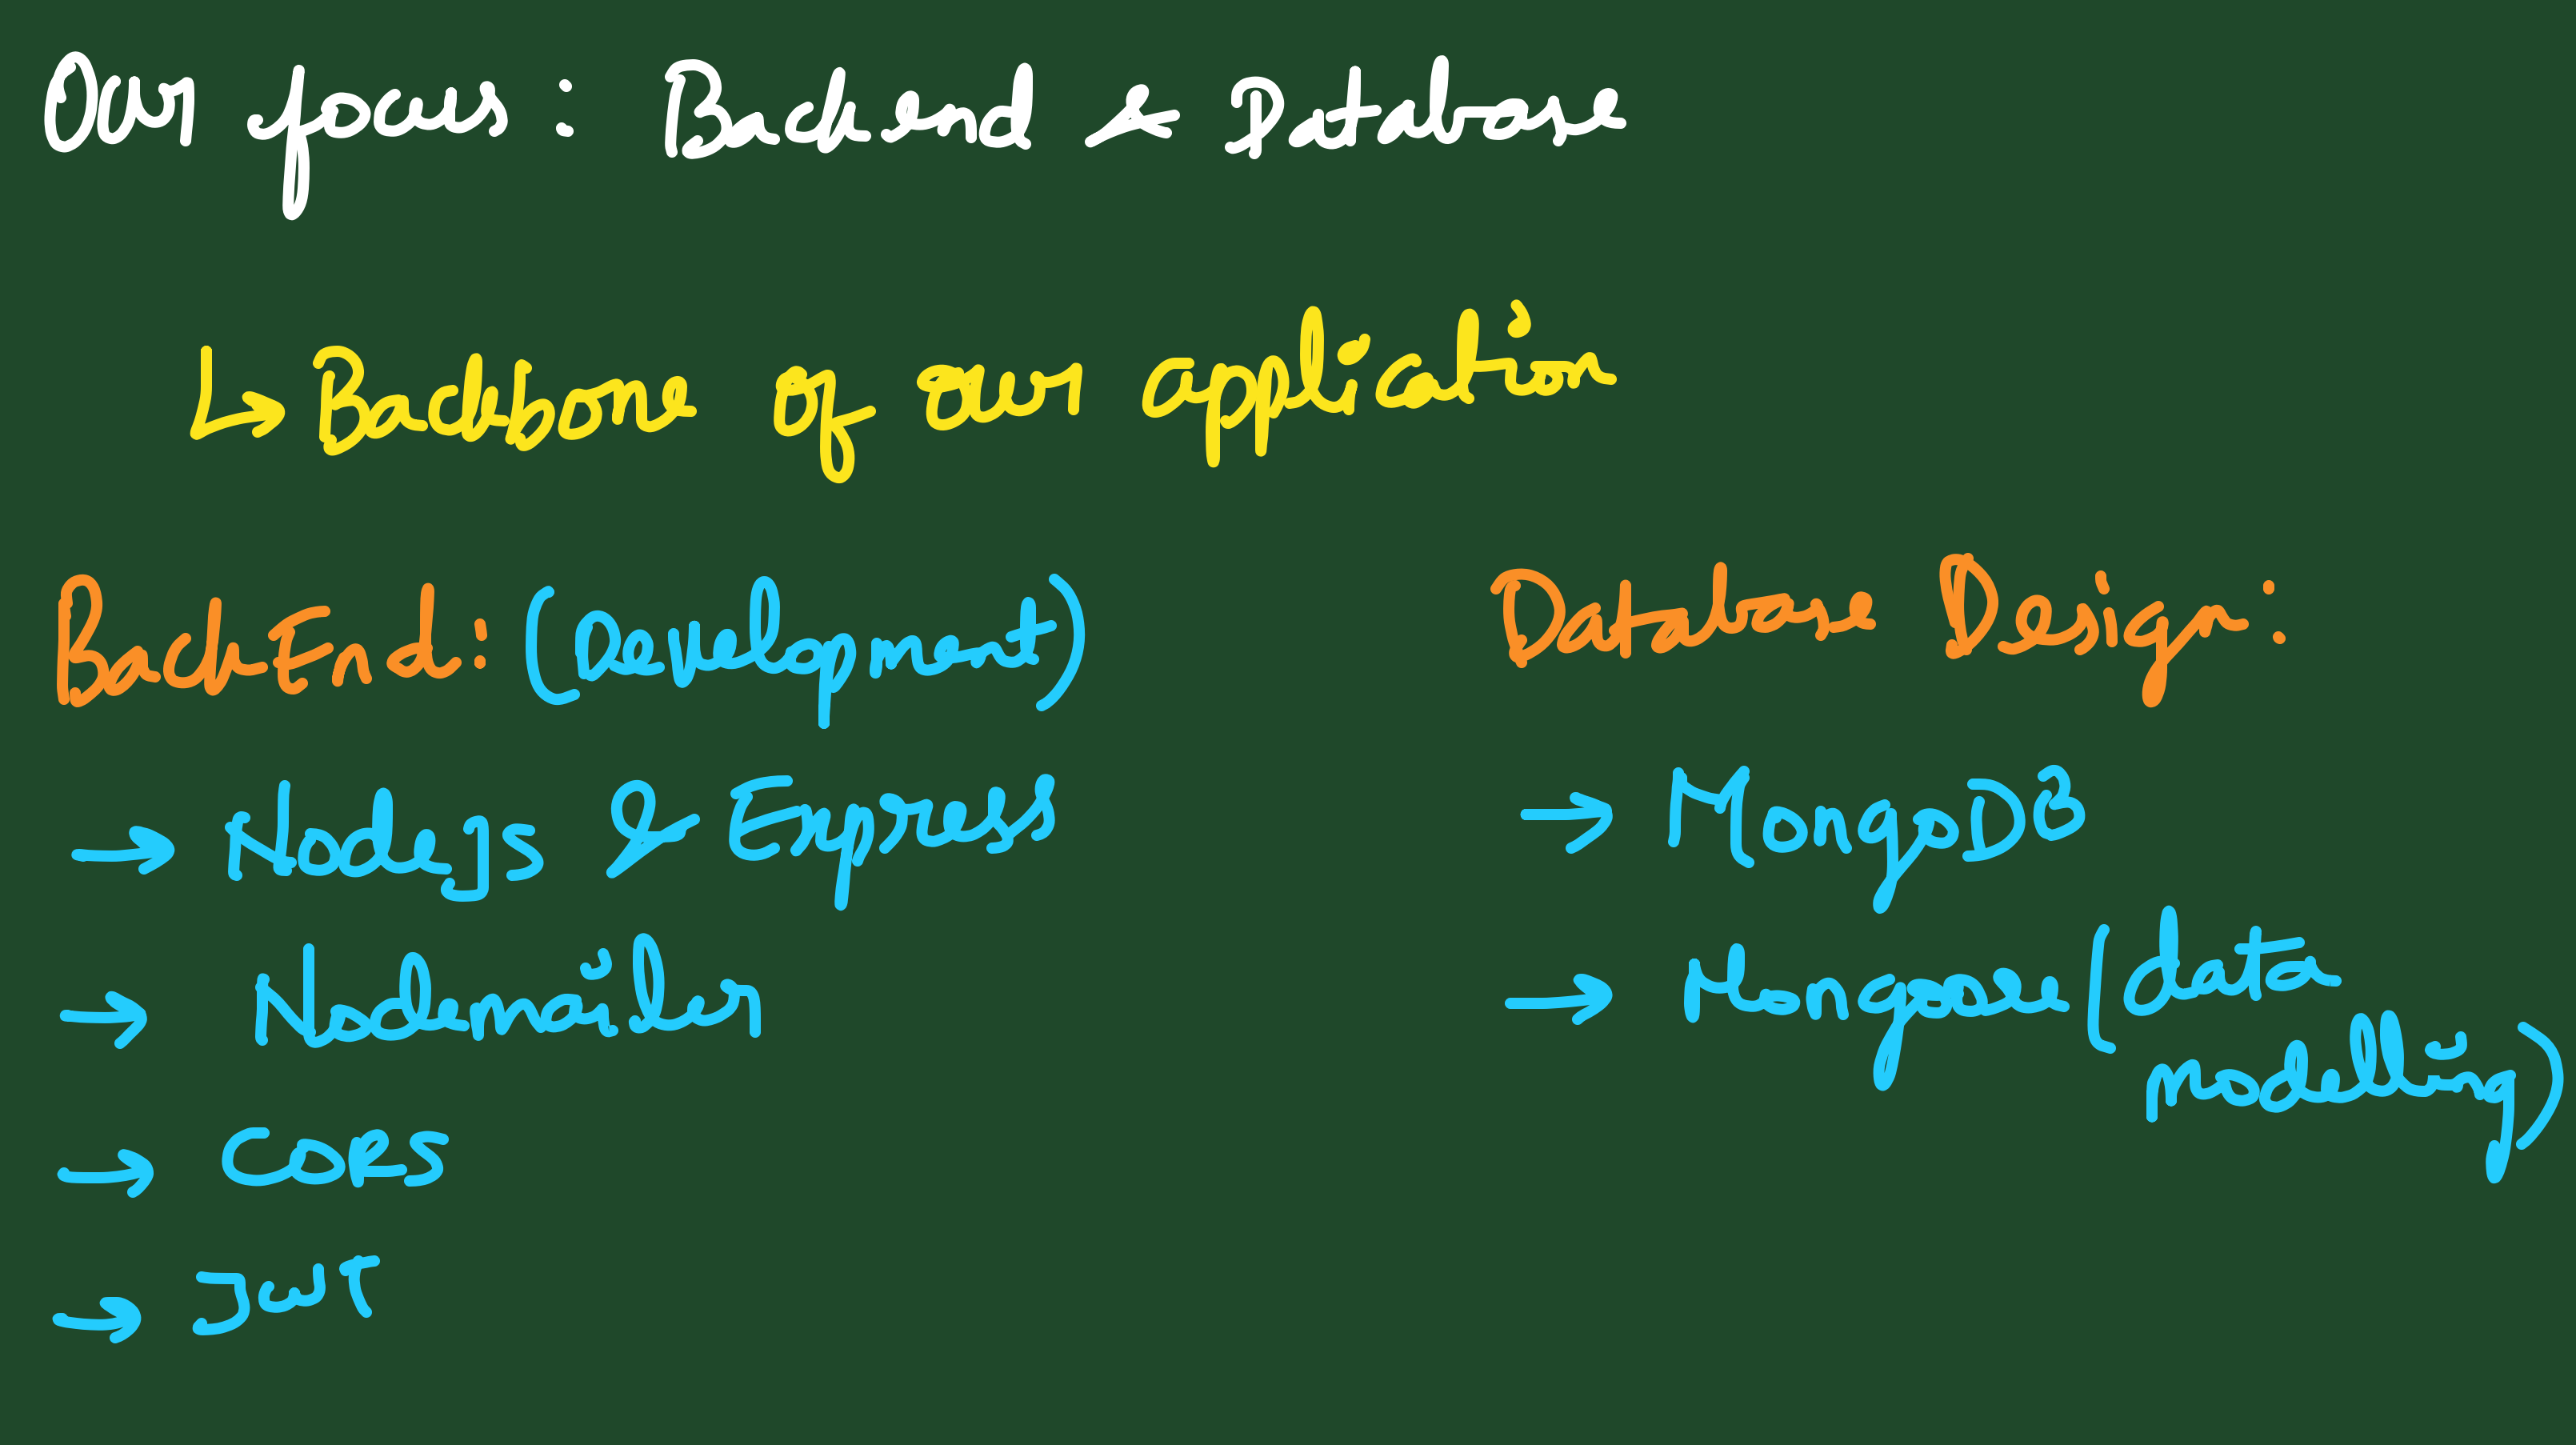 Our focus: Backend & Database
↳ Backbone of our application
BackEnd: (Development)
→ Nodejs & Express
→ Nodemailer
→ CORS
→ JWT
Database Design:
→ MongoDB
→ Mongoose (data
modelling)